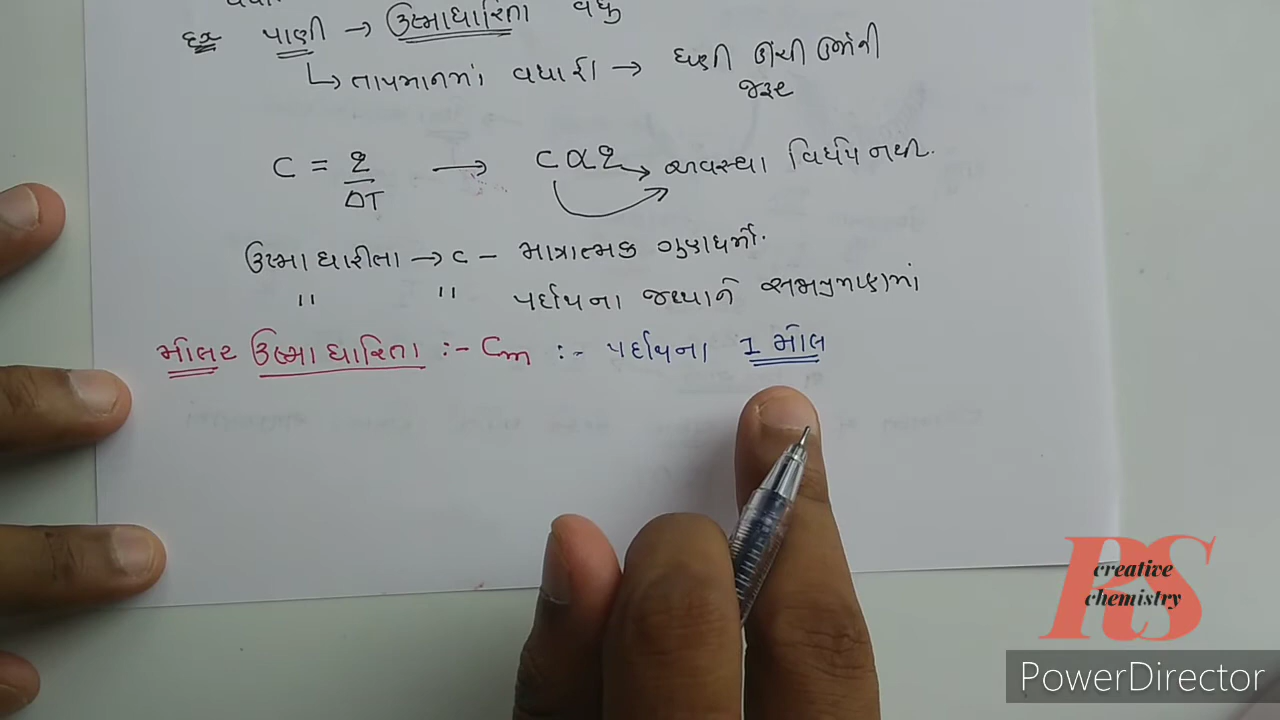 દા.ત પાણી → ઉષ્માધારિતા વધુ
↳ તાપમાનમાં વધારો → ઘણી ઊંચી ઊર્જાની
જરૂર
C = q/ΔT → C α q → અવસ્થા વિધેય નથી.
ઉષ્માધારીતા → C - માત્રાત્મક ગુણધર્મ.
" " પદાર્થના જથ્થાને સમપ્રમાણમાં
મોલર ઉષ્માધારિતા :- Cm :- પદાર્થના 1 મોલ
RS
creative
chemistry
PowerDirector